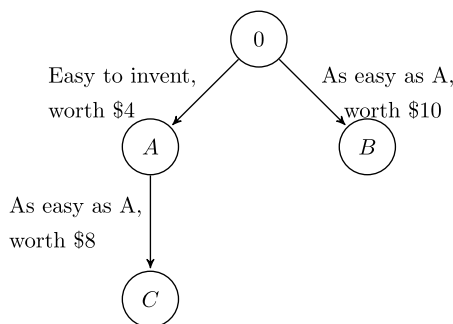 0
Easy to invent,
worth $4
As easy as A,
worth $10
A
B
As easy as A,
worth $8
C